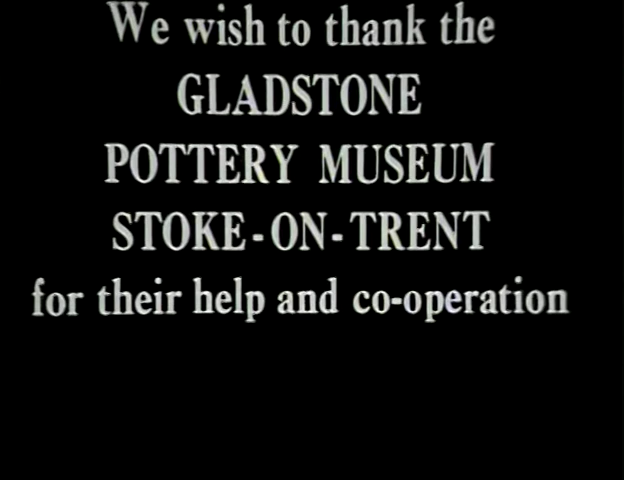 We wish to thank the
GLADSTONE
POTTERY MUSEUM
STOKE-ON-TRENT
for their help and co-operation